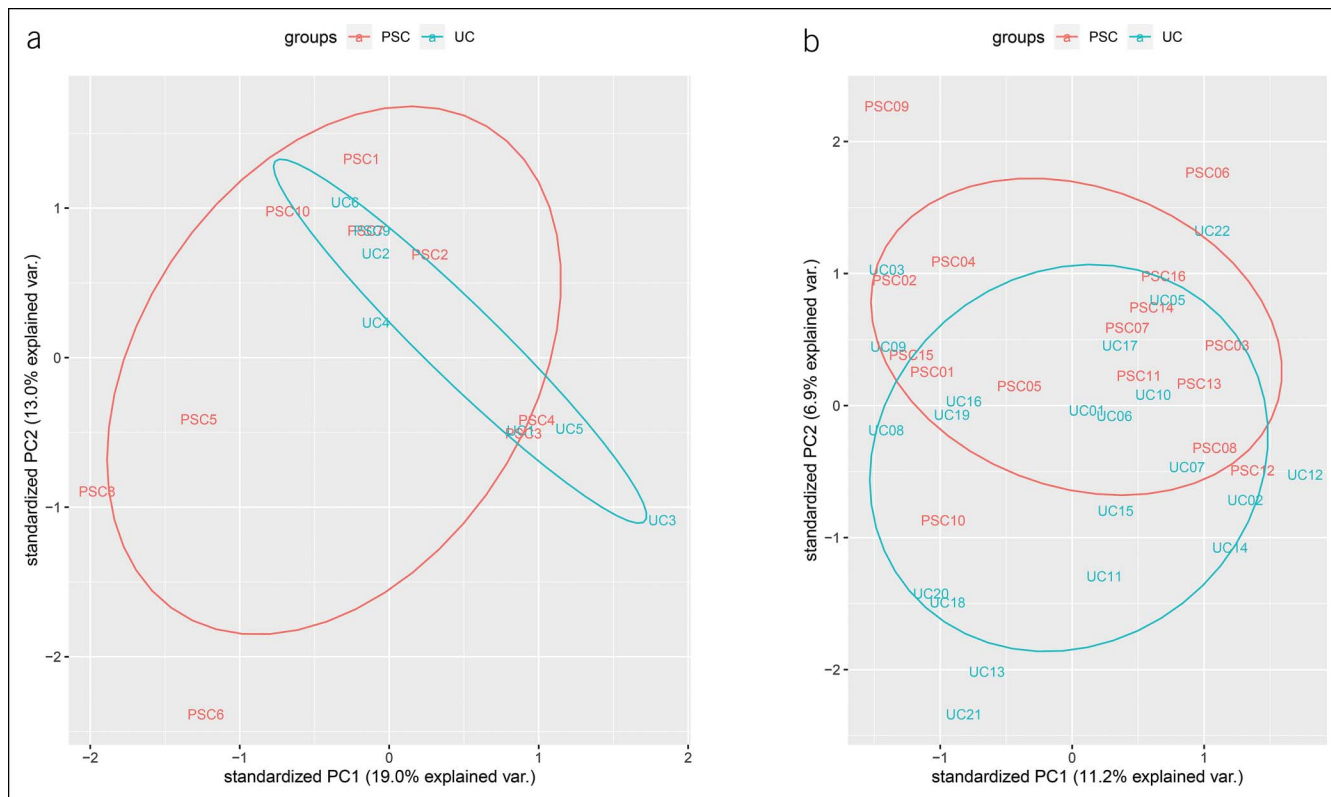 a
groups a PSC a UC
PSC1
1
PSC10
UC6
PSC7
PSC9
UC2
PSC2
UC4
0
PSC5
PSC4
UC1
UC5
PSC3
−1
UC3
−2
PSC6
−2 −1 0 1 2
standardized PC1 (19.0% explained var.)
standardized PC2 (13.0% explained var.)
b
groups a PSC a UC
PSC09
2
PSC06
UC22
1
UC03
PSC04
PSC02
PSC16
UC05
PSC14
PSC07
UC09
UC17
PSC03
PSC15
PSC01
PSC11
PSC13
PSC05
UC10
0
UC16
UC19
UC01
UC06
UC08
PSC08
UC07
PSC12
UC12
UC02
UC15
PSC10
−1
UC14
UC11
UC20
UC18
−2
UC13
UC21
−1 0 1
standardized PC1 (11.2% explained var.)
standardized PC2 (6.9% explained var.)